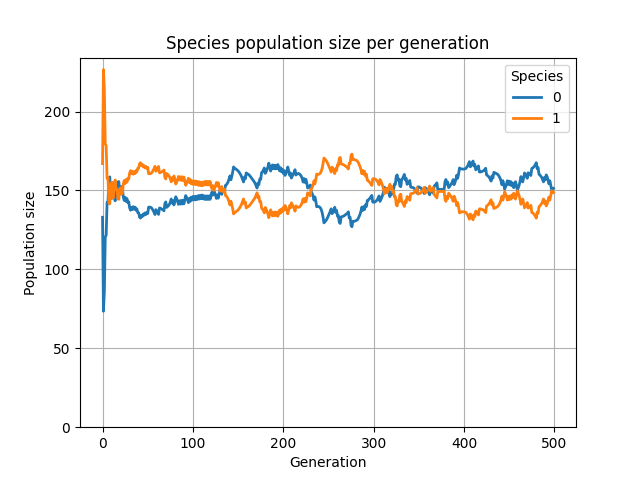 Species population size per generation
Species
0
1
200
150
100
50
0
Population size
0 100 200 300 400 500
Generation